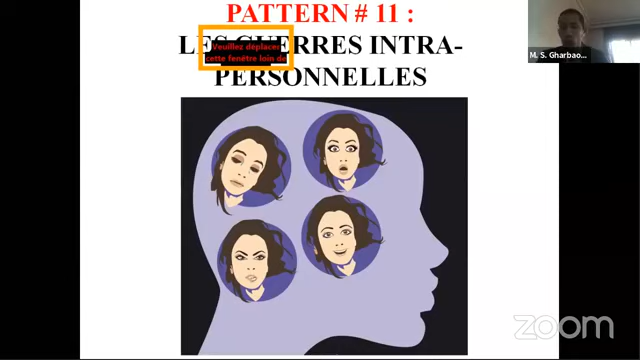 PATTERN # 11 :
LES GUERRES INTRA-
PERSONNELLES
Veuillez déplacer
cette fenêtre loin de
M. S. Gharbao...
zoom